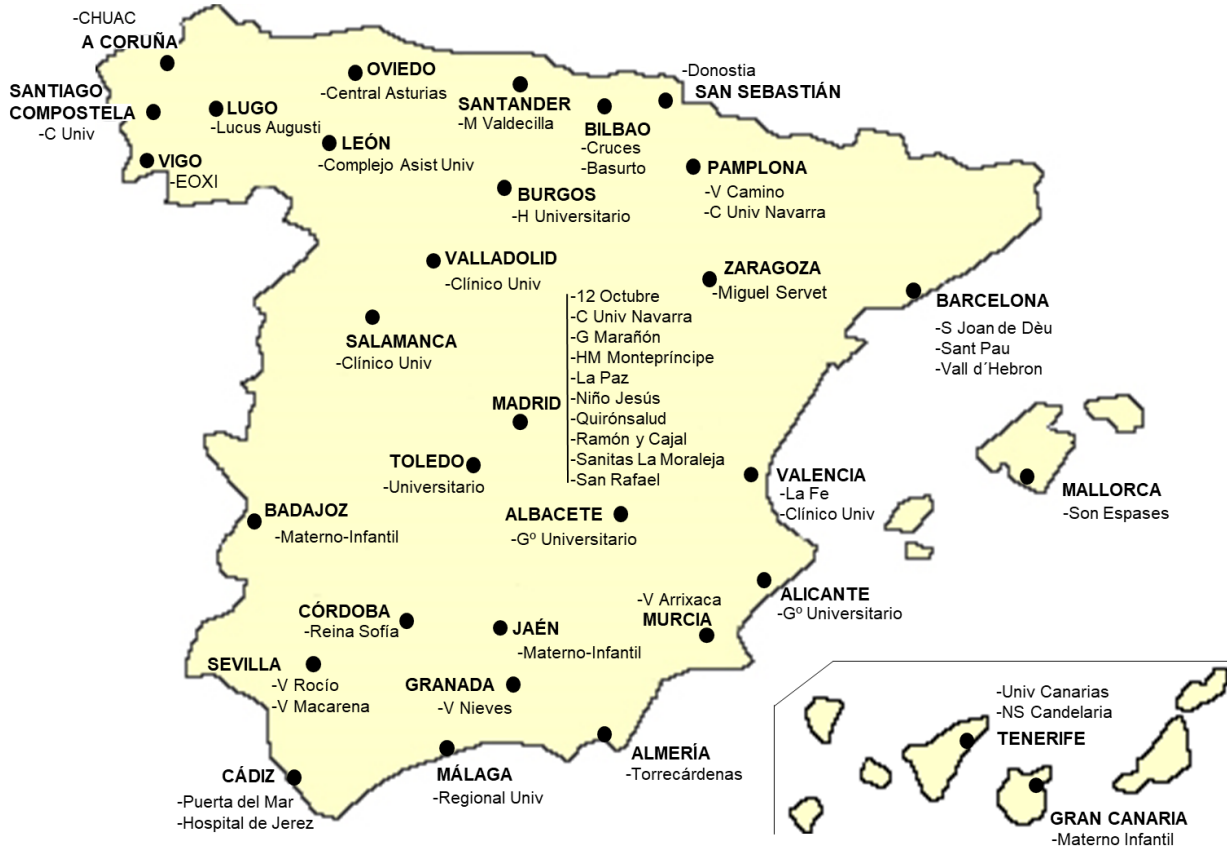 -CHUAC
A CORUÑA
SANTIAGO
COMPOSTELA
-C Univ
LUGO
-Lucus Augusti
VIGO
-EOXI
OVIEDO
-Central Asturias
LEÓN
-Complejo Asist Univ
SANTANDER
-M Valdecilla
BILBAO
-Cruces
-Basurto
-Donostia
SAN SEBASTIÁN
PAMPLONA
-V Camino
-C Univ Navarra
BURGOS
-H Universitario
VALLADOLID
-Clínico Univ
SALAMANCA
-Clínico Univ
ZARAGOZA
-Miguel Servet
BARCELONA
-S Joan de Dèu
-Sant Pau
-Vall d´Hebron
MADRID
-12 Octubre
-C Univ Navarra
-G Marañón
-HM Montepríncipe
-La Paz
-Niño Jesús
-Quirónsalud
-Ramón y Cajal
-Sanitas La Moraleja
-San Rafael
TOLEDO
-Universitario
BADAJOZ
-Materno-Infantil
ALBACETE
-Gº Universitario
VALENCIA
-La Fe
-Clínico Univ
MALLORCA
-Son Espases
ALICANTE
-Gº Universitario
-V Arrixaca
MURCIA
CÓRDOBA
-Reina Sofía
JAÉN
-Materno-Infantil
SEVILLA
-V Rocío
-V Macarena
GRANADA
-V Nieves
ALMERÍA
-Torrecárdenas
MÁLAGA
-Regional Univ
CÁDIZ
-Puerta del Mar
-Hospital de Jerez
-Univ Canarias
-NS Candelaria
TENERIFE
GRAN CANARIA
-Materno Infantil